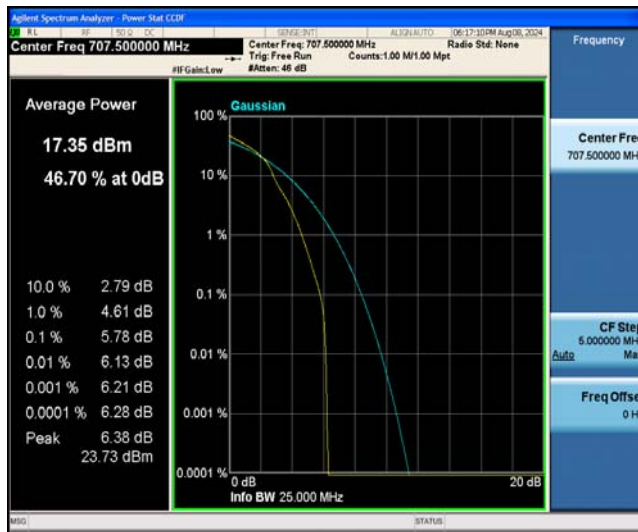 Agilent Spectrum Analyzer - Power Stat CCDF
RL RF 50 Ω DC SENSE:INT ALIGN AUTO 06:17:10 PM Aug 08, 2024
Center Freq 707.500000 MHz
Center Freq: 707.500000 MHz Radio Std: None
Trig: Free Run Counts:1.00 M/1.00 Mpt
#IFGain:Low #Atten: 46 dB
Frequency
Average Power
17.35 dBm
46.70 % at 0dB
10.0 % 2.79 dB
1.0 % 4.61 dB
0.1 % 5.78 dB
0.01 % 6.13 dB
0.001 % 6.21 dB
0.0001 % 6.28 dB
Peak 6.38 dB
23.73 dBm
Gaussian
100 %
10 %
1 %
0.1 %
0.01 %
0.001 %
0.0001 %
0 dB 20 dB
Info BW 25.000 MHz
Center Fre
707.500000 MH
CF Step
5.000000 MH
Auto Ma
Freq Offse
0 H
MSG STATUS